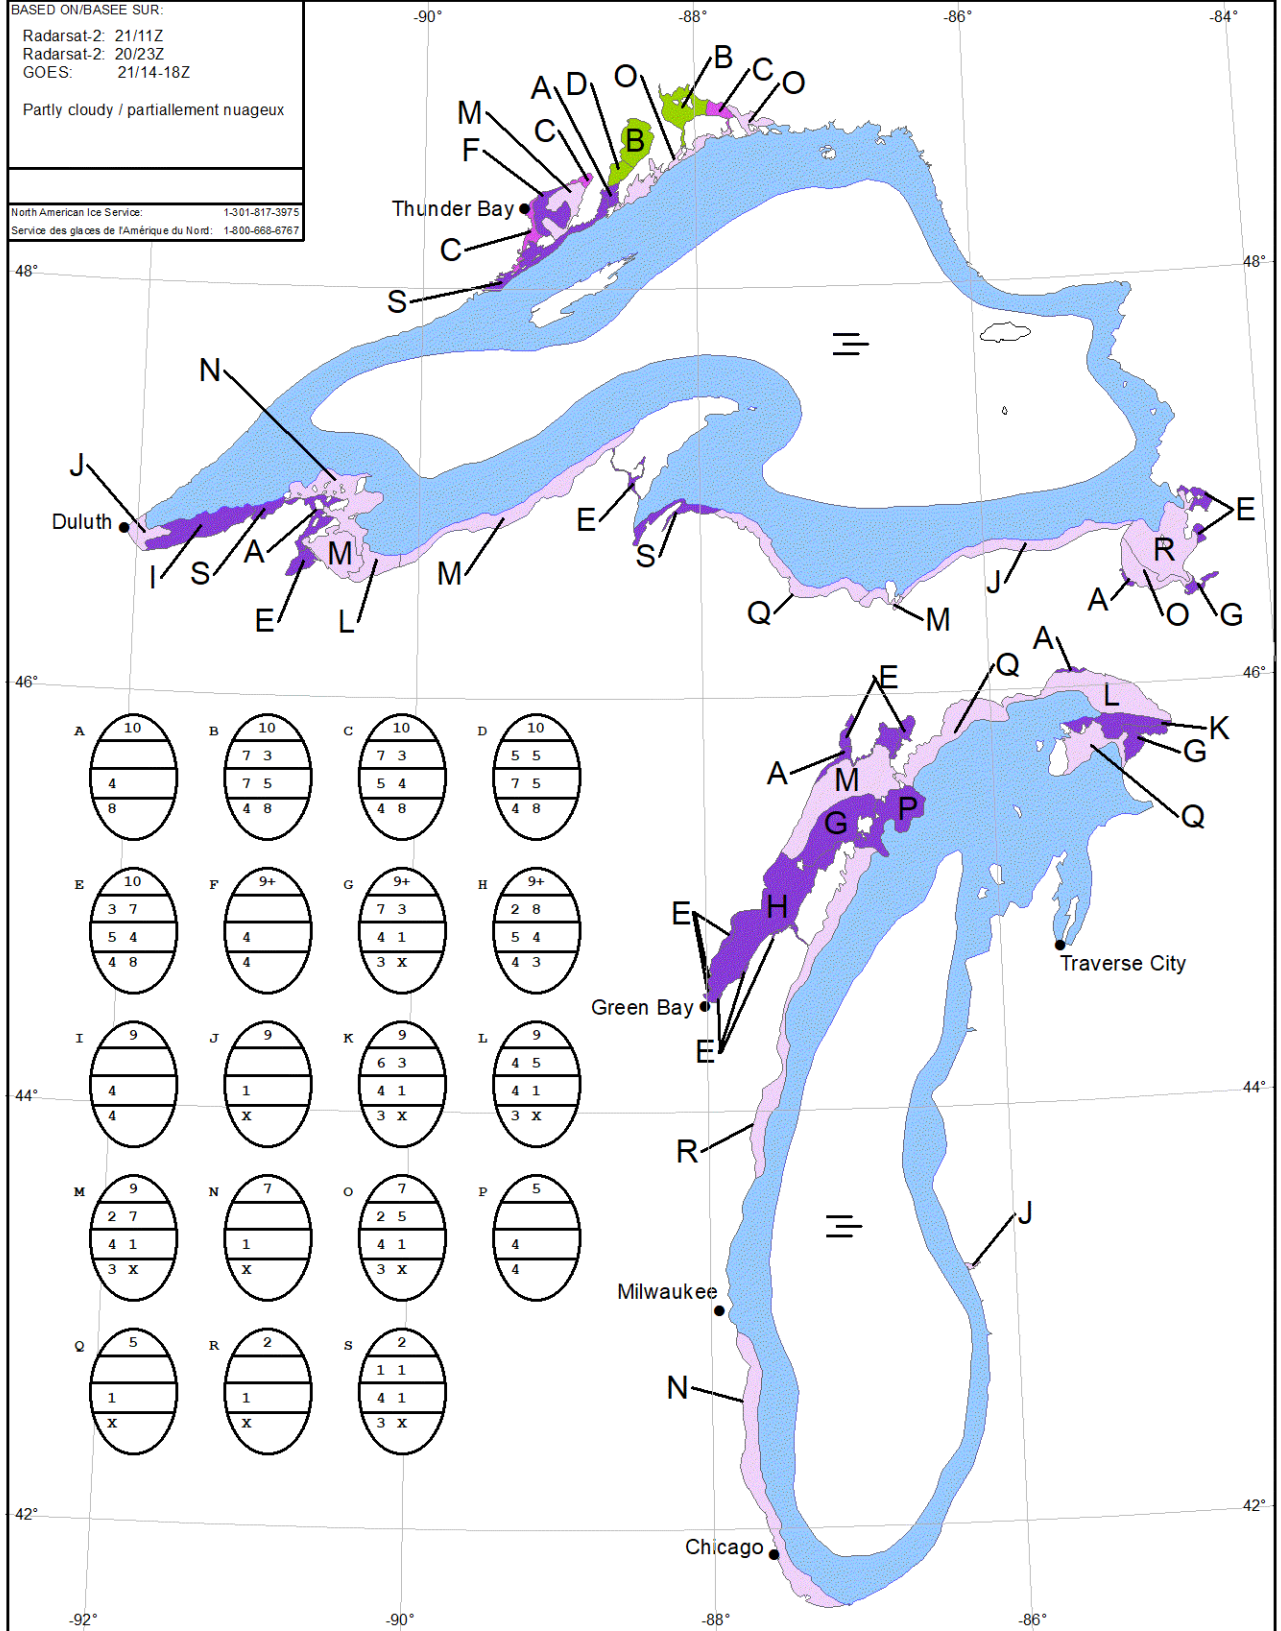 BASED ON/BASEE SUR:
Radarsat-2: 21/11Z
Radarsat-2: 20/23Z
GOES: 21/14-18Z
Partly cloudy / partiallement nuageux
North American Ice Service: 1-301-817-3975
Service des glaces de l'Amérique du Nord: 1-800-668-6767
-90° -88° -86° -84°
B
O C
A D O
M
C B
F
Thunder Bay
C
48° 48°
S
N
J
Duluth E
E
A M R
I S M S J
A O G
E L Q M
A
Q
46° E L 46°
K
G
A M
G P Q
H
E
Traverse City
Green Bay
E
44° 44°
R
J
Milwaukee
N
42° 42°
Chicago
-92° -90° -88° -86°
A 10 B 10 C 10 D 10
7 3 7 3 5 5
4 7 5 5 4 7 5
8 4 8 4 8 4 8
E 10 F 9+ G 9+ H 9+
3 7 7 3 2 8
5 4 4 4 1 5 4
4 8 4 3 X 4 3
I 9 J 9 K 9 L 9
6 3 4 5
4 1 4 1 4 1
4 X 3 X 3 X
M 9 N 7 O 7 P 5
2 7 2 5
4 1 1 4 1 4
3 X X 3 X 4
Q 5 R 2 S 2
1 1
1 1 4 1
X X 3 X